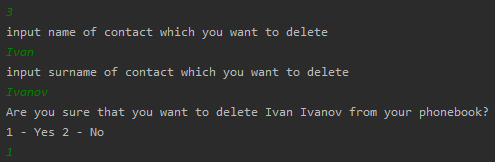 3
input name of contact which you want to delete
Ivan
input surname of contact which you want to delete
Ivanov
Are you sure that you want to delete Ivan Ivanov from your phonebook?
1 - Yes 2 - No
1